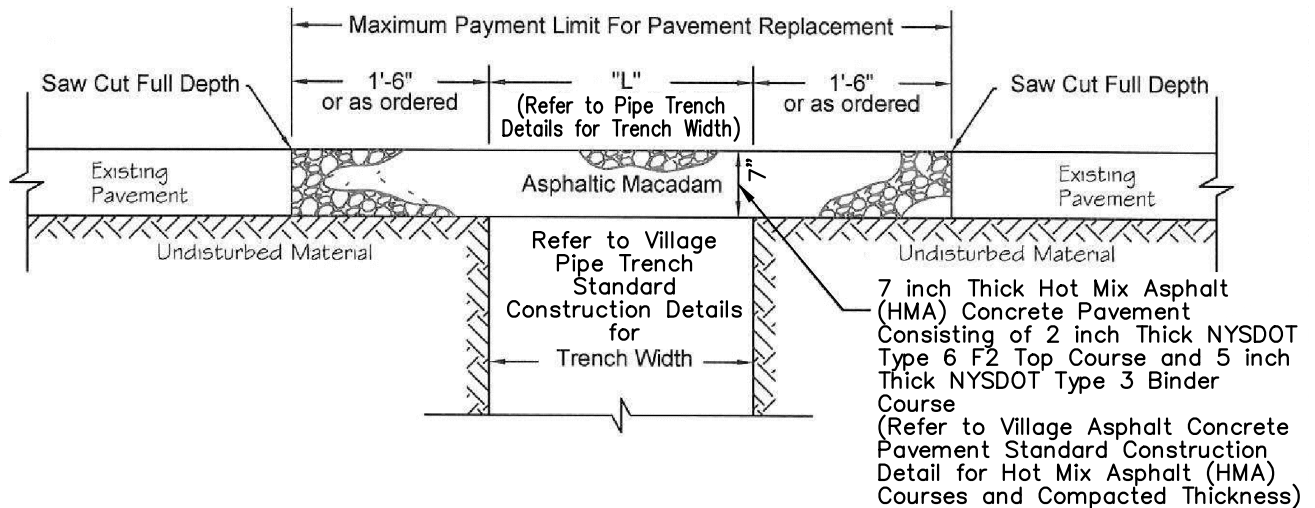 Maximum Payment Limit For Pavement Replacement
Saw Cut Full Depth
1'-6"
or as ordered
"L"
(Refer to Pipe Trench
Details for Trench Width)
1'-6"
or as ordered
Saw Cut Full Depth
Existing
Pavement
Asphaltic Macadam
7"
Existing
Pavement
Undisturbed Material
Undisturbed Material
Refer to Village
Pipe Trench
Standard
Construction Details
for
Trench Width
7 inch Thick Hot Mix Asphalt
(HMA) Concrete Pavement
Consisting of 2 inch Thick NYSDOT
Type 6 F2 Top Course and 5 inch
Thick NYSDOT Type 3 Binder
Course
(Refer to Village Asphalt Concrete
Pavement Standard Construction
Detail for Hot Mix Asphalt (HMA)
Courses and Compacted Thickness)